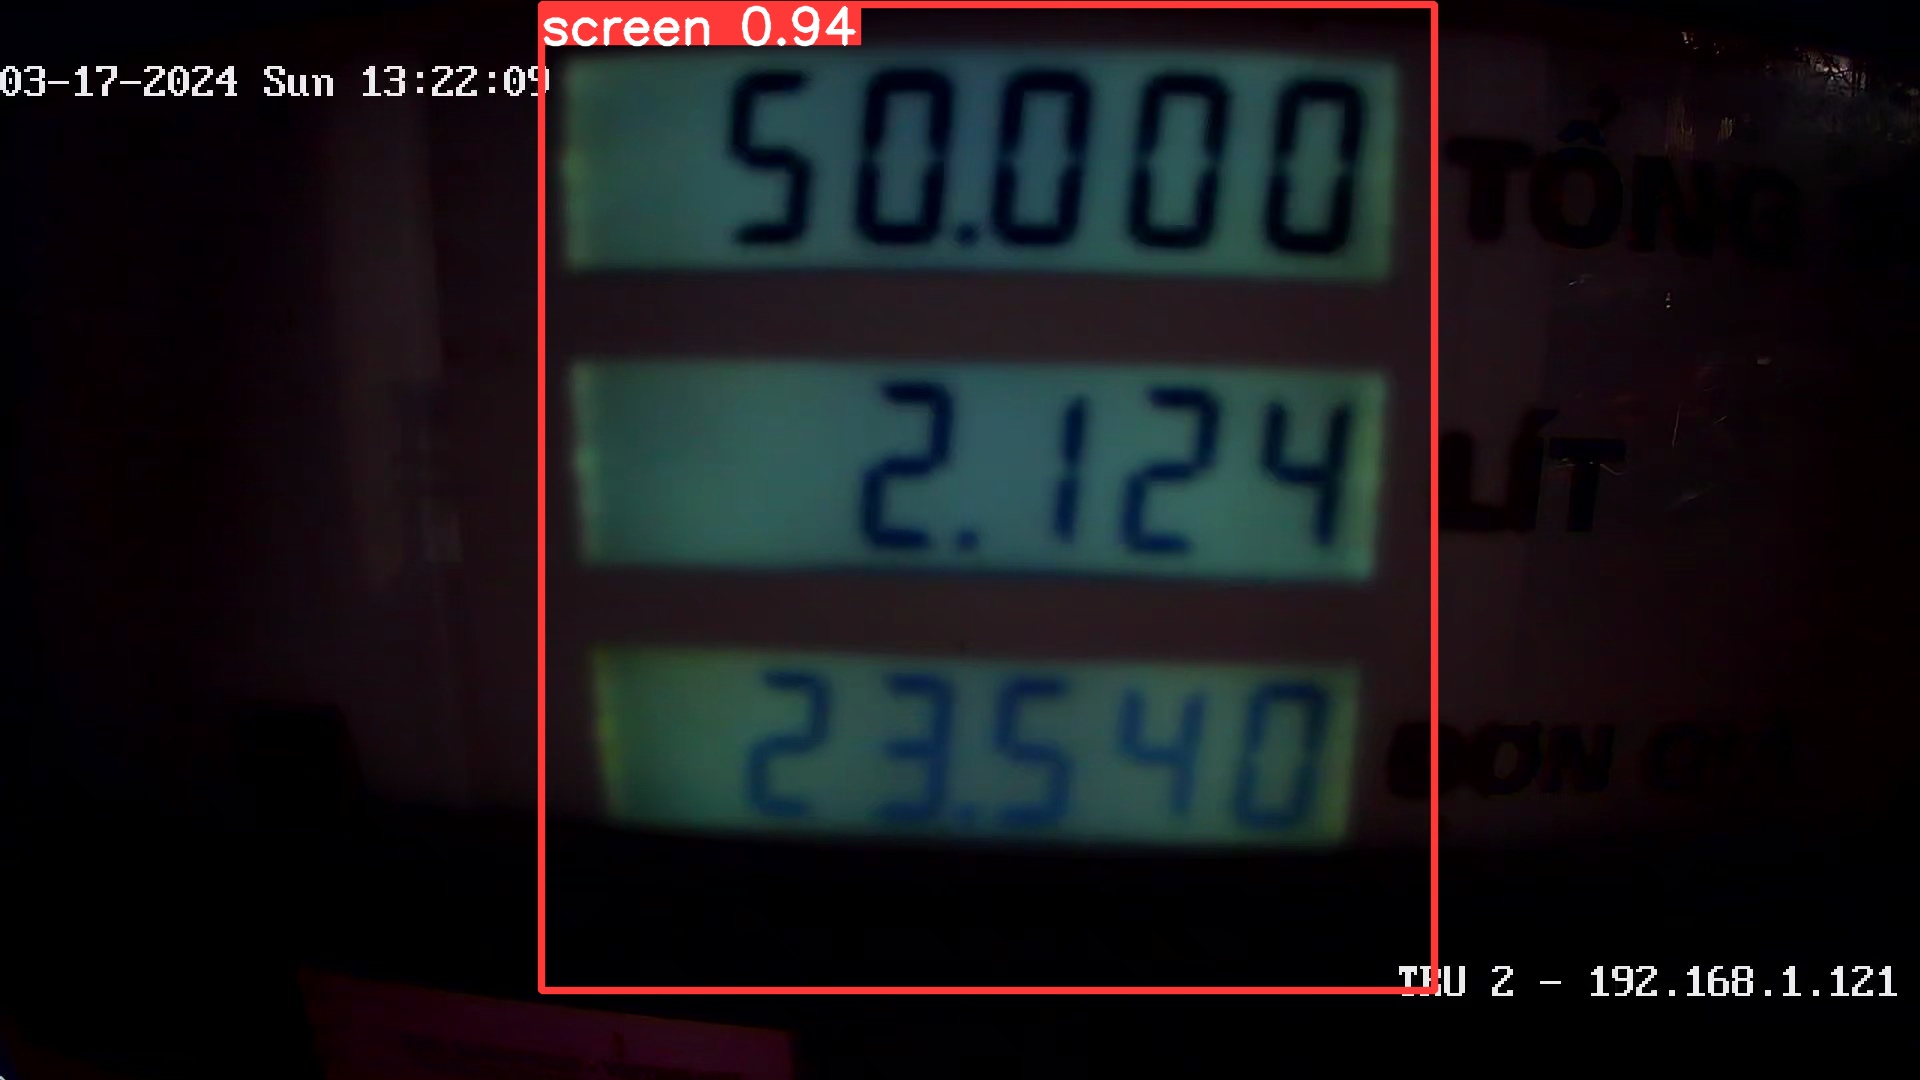 screen 0.94
03-17-2024 Sun 13:22:09
50.000
TỔNG
2.124
LÍT
23.540
ĐƠN GIÁ
TRU 2 - 192.168.1.121